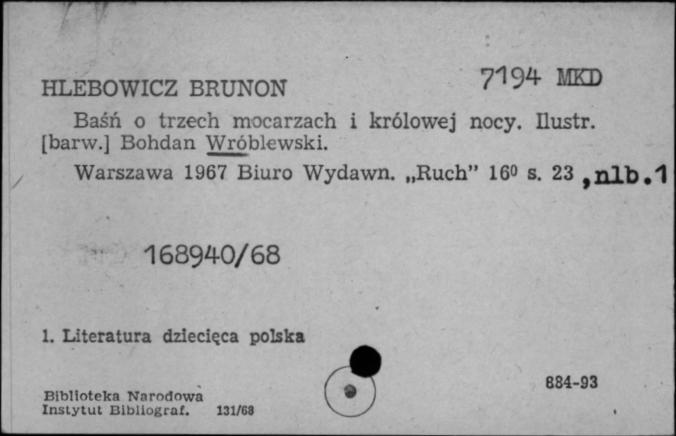 7194 MKD
HLEBOWICZ BRUNON
Baśń o trzech mocarzach i królowej nocy. Ilustr.
[barw.] Bohdan Wróblewski.
Warszawa 1967 Biuro Wydawn. „Ruch” 16⁰ s. 23 ,nlb.1
168940/68
1. Literatura dziecięca polska
884-93
Biblioteka Narodowa
Instytut Bibliograf. 131/68